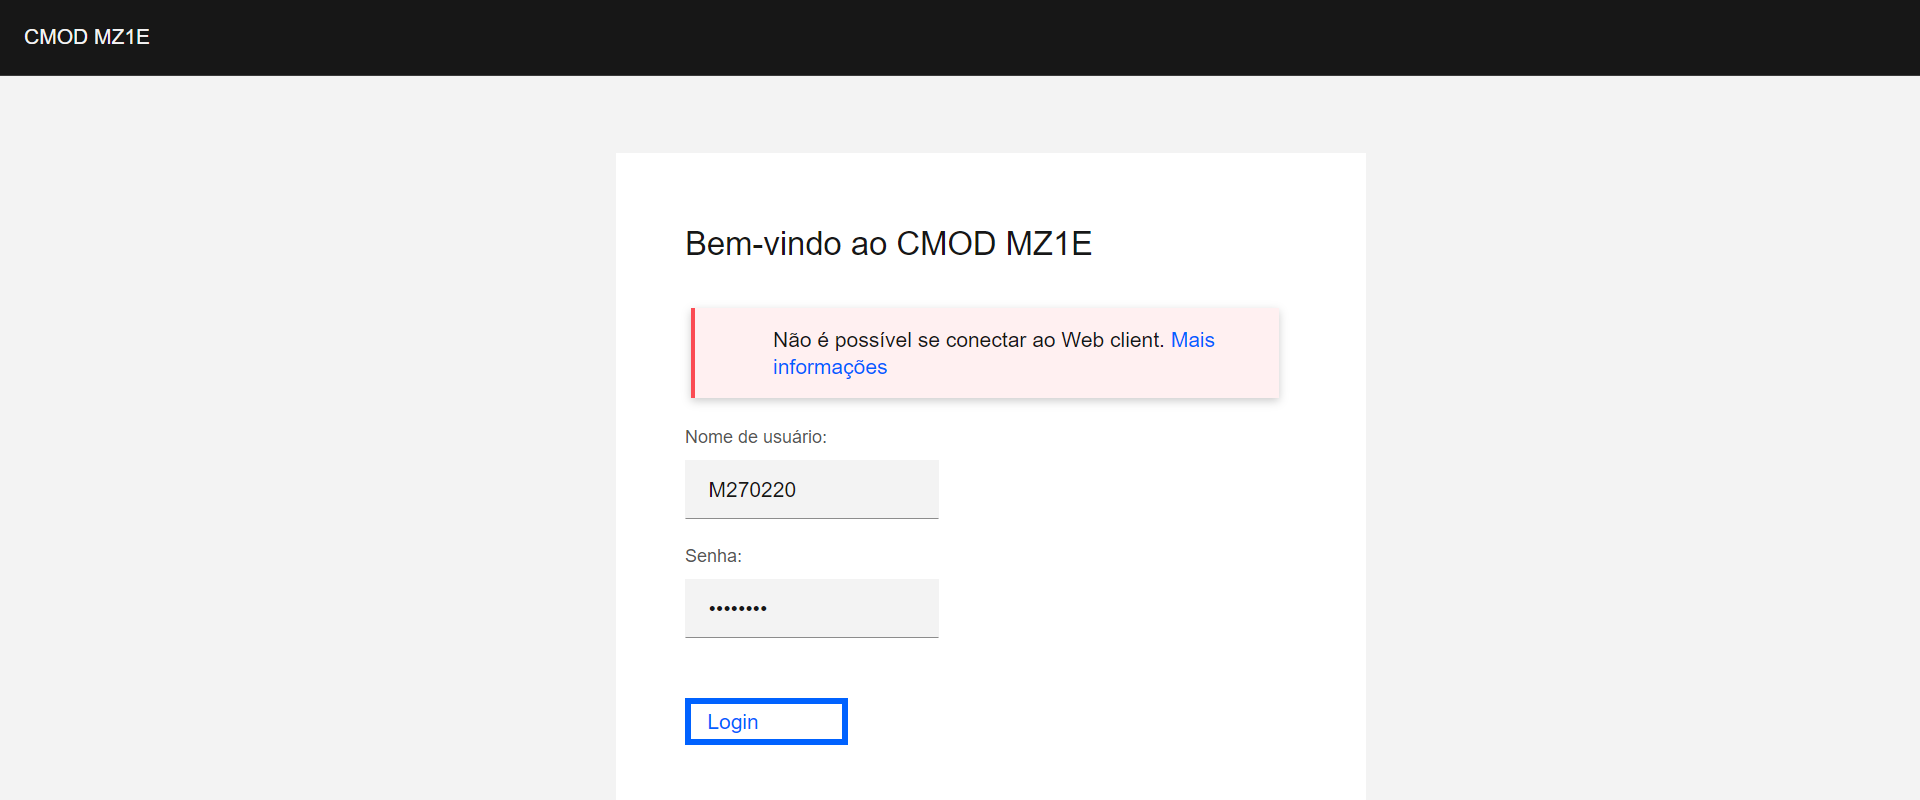 CMOD MZ1E
Bem-vindo ao CMOD MZ1E
Não é possível se conectar ao Web client. Mais
informações
Nome de usuário:
M270220
Senha:
••••••••
Login